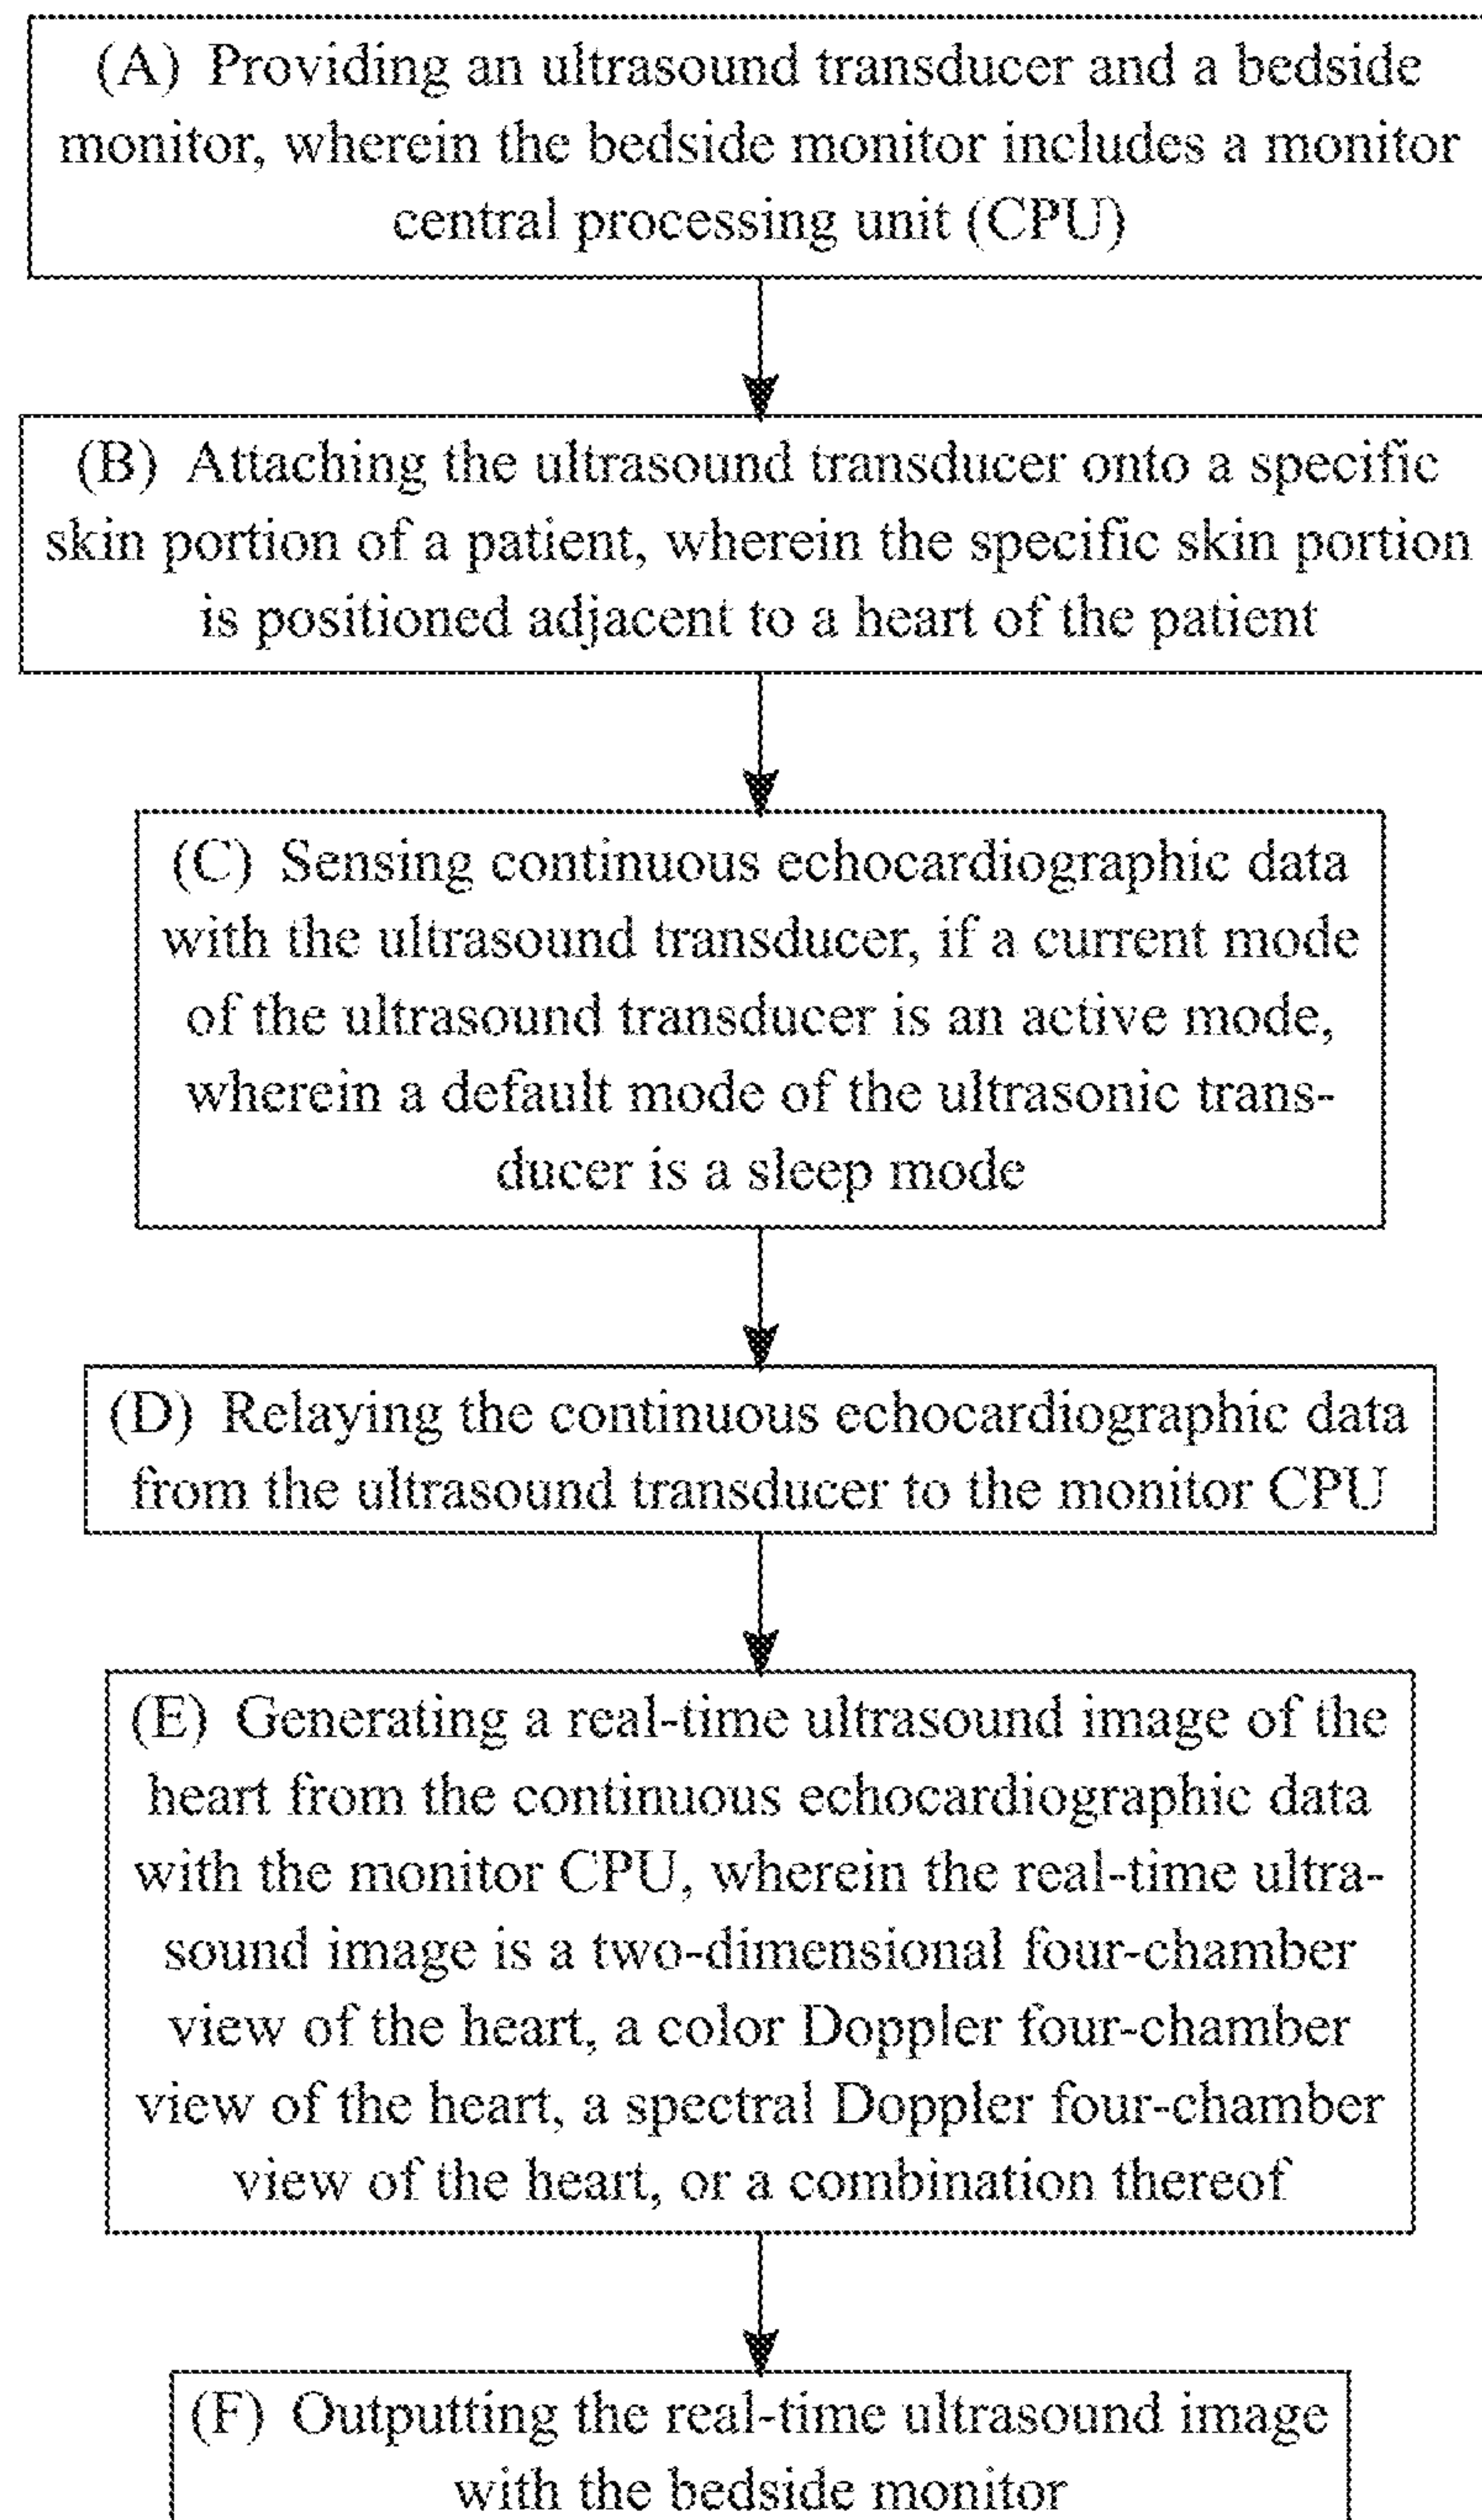 (A) Providing an ultrasound transducer and a bedside
monitor, wherein the bedside monitor includes a monitor
central processing unit (CPU)
(B) Attaching the ultrasound transducer onto a specific
skin portion of a patient, wherein the specific skin portion
is positioned adjacent to a heart of the patient
(C) Sensing continuous echocardiographic data
with the ultrasound transducer, if a current mode
of the ultrasound transducer is an active mode,
wherein a default mode of the ultrasonic trans-
ducer is a sleep mode
(D) Relaying the continuous echocardiographic data
from the ultrasound transducer to the monitor CPU
(E) Generating a real-time ultrasound image of the
heart from the continuous echocardiographic data
with the monitor CPU, wherein the real-time ultra-
sound image is a two-dimensional four-chamber
view of the heart, a color Doppler four-chamber
view of the heart, a spectral Doppler four-chamber
view of the heart, or a combination thereof
(F) Outputting the real-time ultrasound image
with the bedside monitor